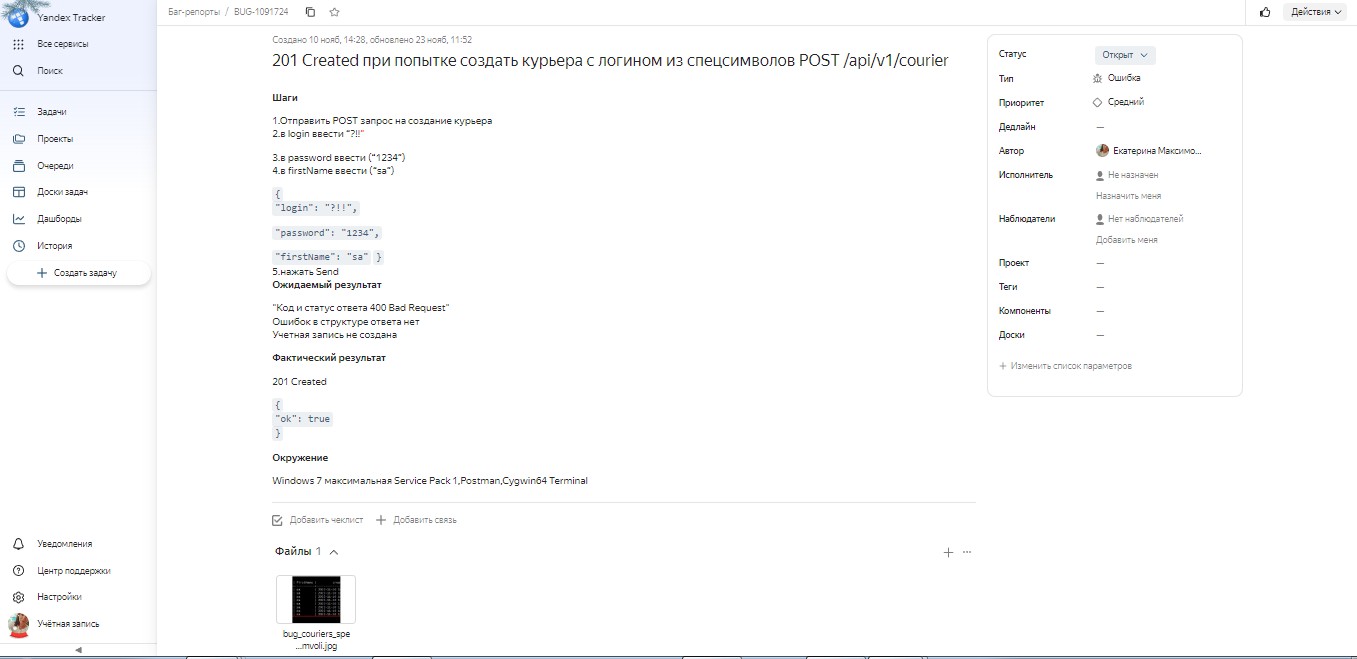 Yandex Tracker
Все сервисы
Поиск
Задачи
Проекты
Очереди
Доски задач
Дашборды
История
Создать задачу
Уведомления
Центр поддержки
Настройки
Учётная запись
Баг-репорты / BUG-1091724
Действия
Создано 10 нояб, 14:28, обновлено 23 нояб, 11:52
201 Created при попытке создать курьера с логином из спецсимволов POST /api/v1/courier
Шаги
1.Отправить POST запрос на создание курьера
2.в login ввести "?!!"
3.в password ввести ("1234")
4.в firstName ввести ("sa")
{
"login": "?!!",
"password": "1234",
"firstName": "sa" }
5.нажать Send
Ожидаемый результат
"Код и статус ответа 400 Bad Request"
Ошибок в структуре ответа нет
Учетная запись не создана
Фактический результат
201 Created
{
"ok": true
}
Окружение
Windows 7 максимальная Service Pack 1,Postman,Cygwin64 Terminal
Добавить чеклист
Добавить связь
Файлы 1
bug_couriers_spe
...mvoli.jpg
Статус Открыт
Тип Ошибка
Приоритет Средний
Дедлайн —
Автор Екатерина Максимо...
Исполнитель Не назначен
Назначить меня
Наблюдатели Нет наблюдателей
Добавить меня
Проект —
Теги —
Компоненты —
Доски —
Изменить список параметров